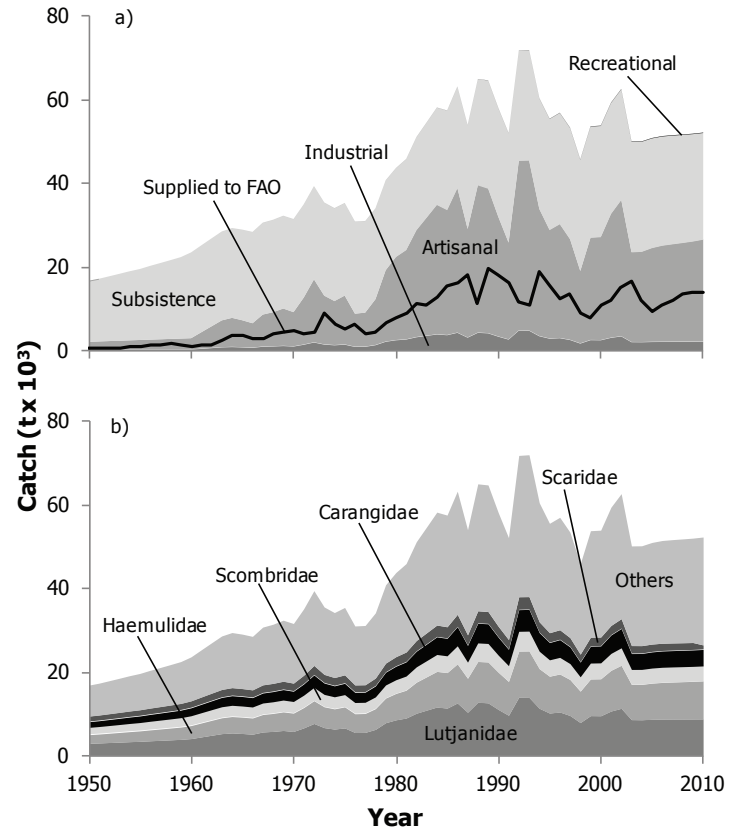 80
a)
Recreational
60
Industrial
Supplied to FAO
40
Artisanal
20
Subsistence
0
Catch (t x 10³)
80
b)
Scaridae
60
Carangidae
Scombridae
40
Others
Haemulidae
20
Lutjanidae
0
1950 1960 1970 1980 1990 2000 2010
Year